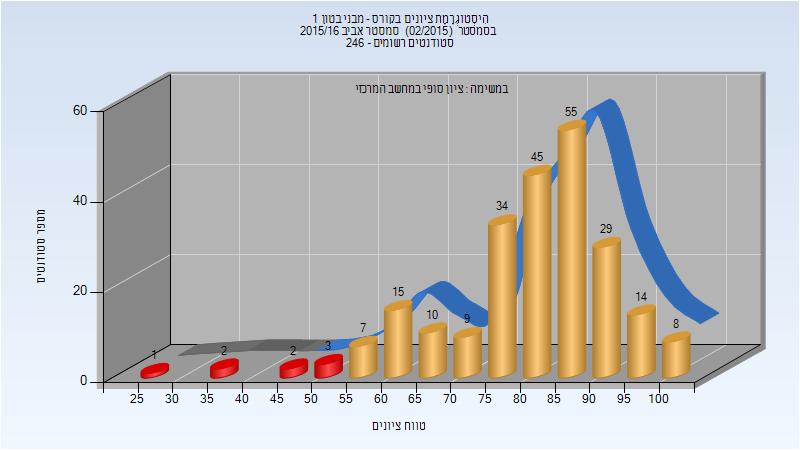 היסטוגרמת ציונים בקורס - מבני בטון 1
בסמסטר (02/2015) סמסטר אביב 2015/16
סטודנטים רשומים - 246
במשימה : ציון סופי במחשב המרכזי
מספר סטודנטים
60
40
20
0
1
2
2
3
7
15
10
9
34
45
55
29
14
8
25 30 35 40 45 50 55 60 65 70 75 80 85 90 95 100
טווח ציונים